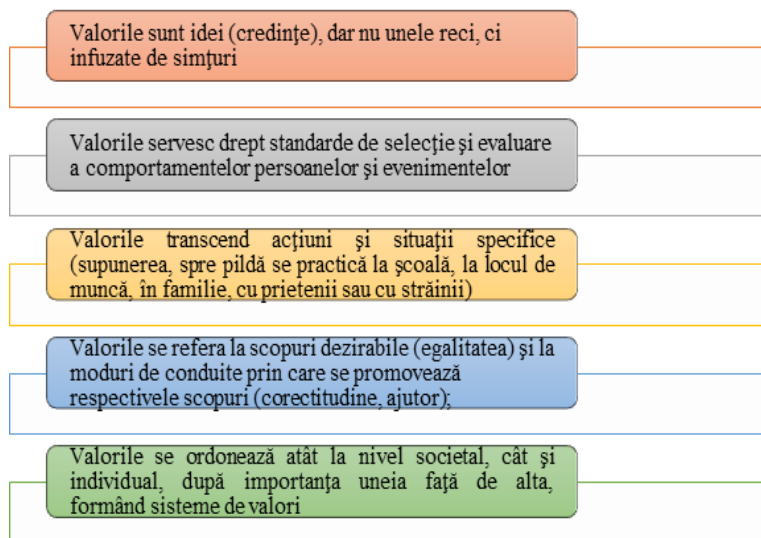 Valorile sunt idei (credinţe), dar nu unele reci, ci
infuzate de simţuri
Valorile servesc drept standarde de selecţie şi evaluare
a comportamentelor persoanelor şi evenimentelor
Valorile transcend acţiuni şi situaţii specifice
(supunerea, spre pildă se practică la şcoală, la locul de
muncă, în familie, cu prietenii sau cu străinii)
Valorile se refera la scopuri dezirabile (egalitatea) şi la
moduri de conduite prin care se promovează
respectivele scopuri (corectitudine, ajutor);
Valorile se ordonează atât la nivel societal, cât şi
individual, după importanţa uneia faţă de alta,
formând sisteme de valori